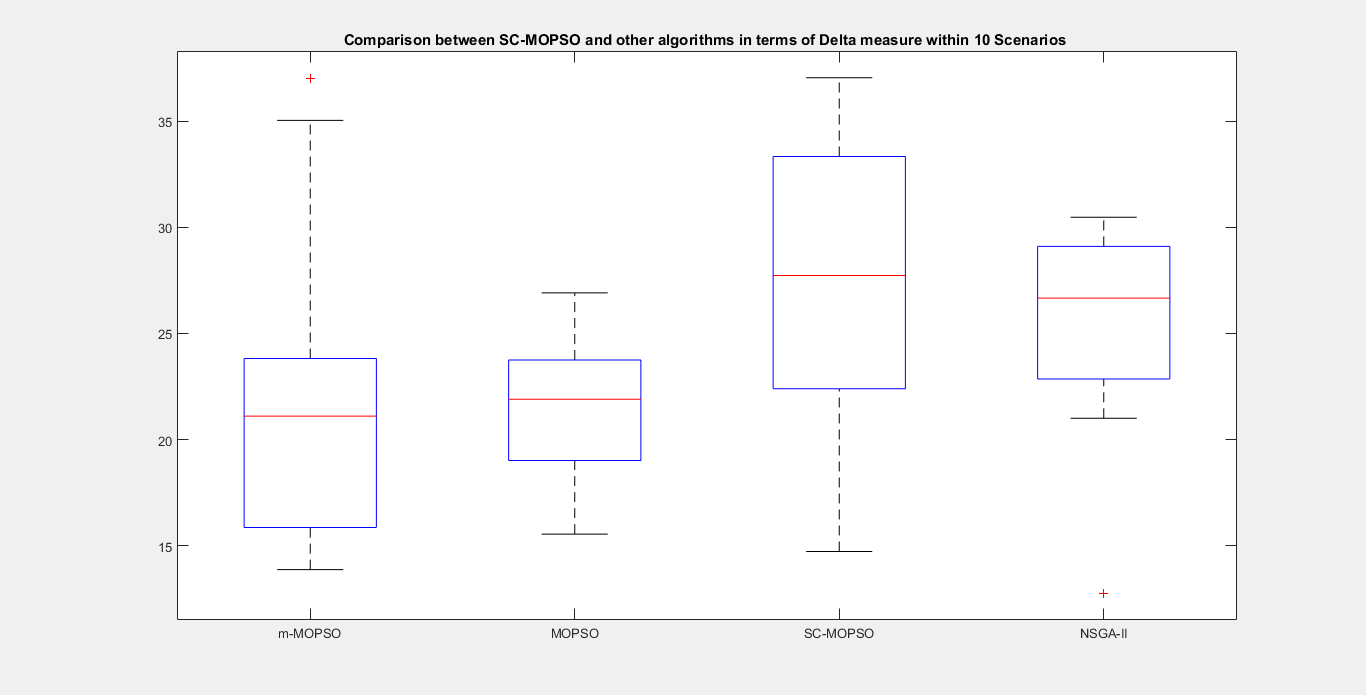 Comparison between SC-MOPSO and other algorithms in terms of Delta measure within 10 Scenarios
35
30
25
20
15
m-MOPSO MOPSO SC-MOPSO NSGA-II